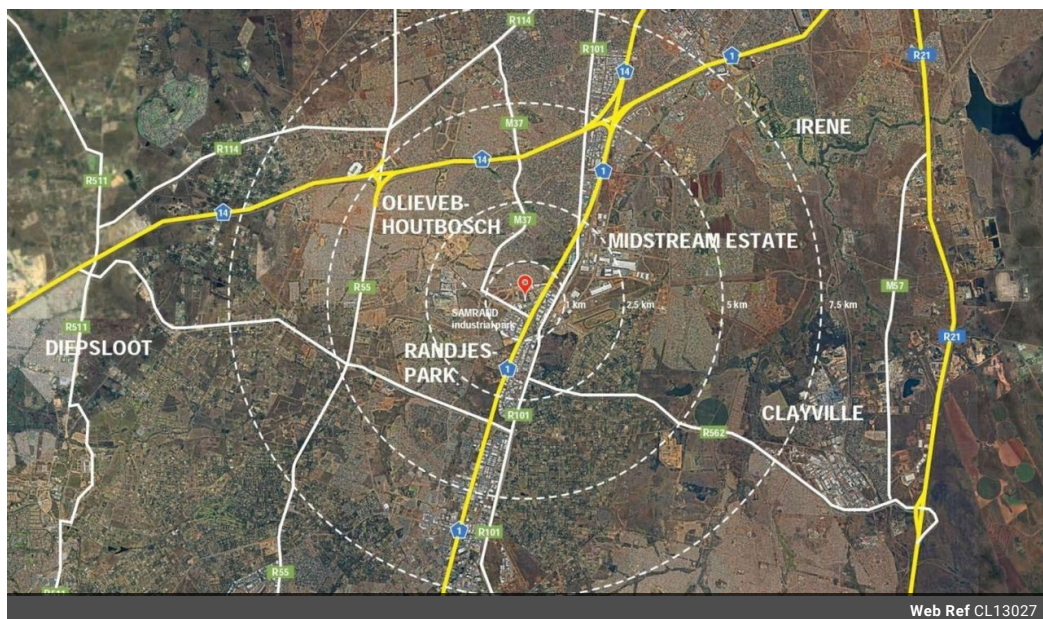 R114
R101
1
R21
14
M37
IRENE
R114
14
1
R511
OLIEVEB-
HOUTBOSCH
14
M37
MIDSTREAM ESTATE
R55
M57
1 km
2.5 km
5 km
7.5 km
SAMRAND
industrial park
R511
DIEPSLOOT
RANDJES-
PARK
R21
1
R101
CLAYVILLE
R562
1
R101
R55
R511
Web Ref CL13027